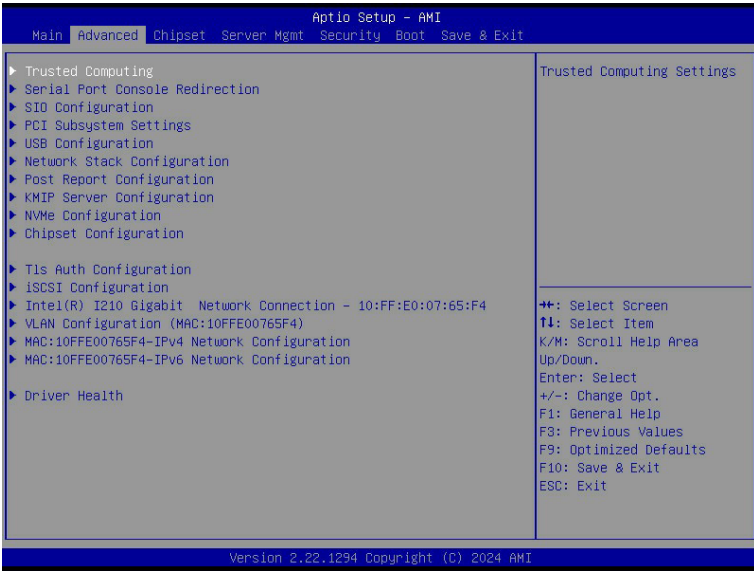 Aptio Setup – AMI
Main Advanced Chipset Server Mgmt Security Boot Save & Exit
Trusted Computing
Serial Port Console Redirection
SIO Configuration
PCI Subsystem Settings
USB Configuration
Network Stack Configuration
Post Report Configuration
KMIP Server Configuration
NVMe Configuration
Chipset Configuration
Tls Auth Configuration
iSCSI Configuration
Intel(R) I210 Gigabit Network Connection – 10:FF:E0:07:65:F4
VLAN Configuration (MAC:10FFE00765F4)
MAC:10FFE00765F4-IPv4 Network Configuration
MAC:10FFE00765F4-IPv6 Network Configuration
Driver Health
Trusted Computing Settings
→←: Select Screen
↑↓: Select Item
K/M: Scroll Help Area
Up/Down.
Enter: Select
+/-: Change Opt.
F1: General Help
F3: Previous Values
F9: Optimized Defaults
F10: Save & Exit
ESC: Exit
Version 2.22.1294 Copyright (C) 2024 AMI